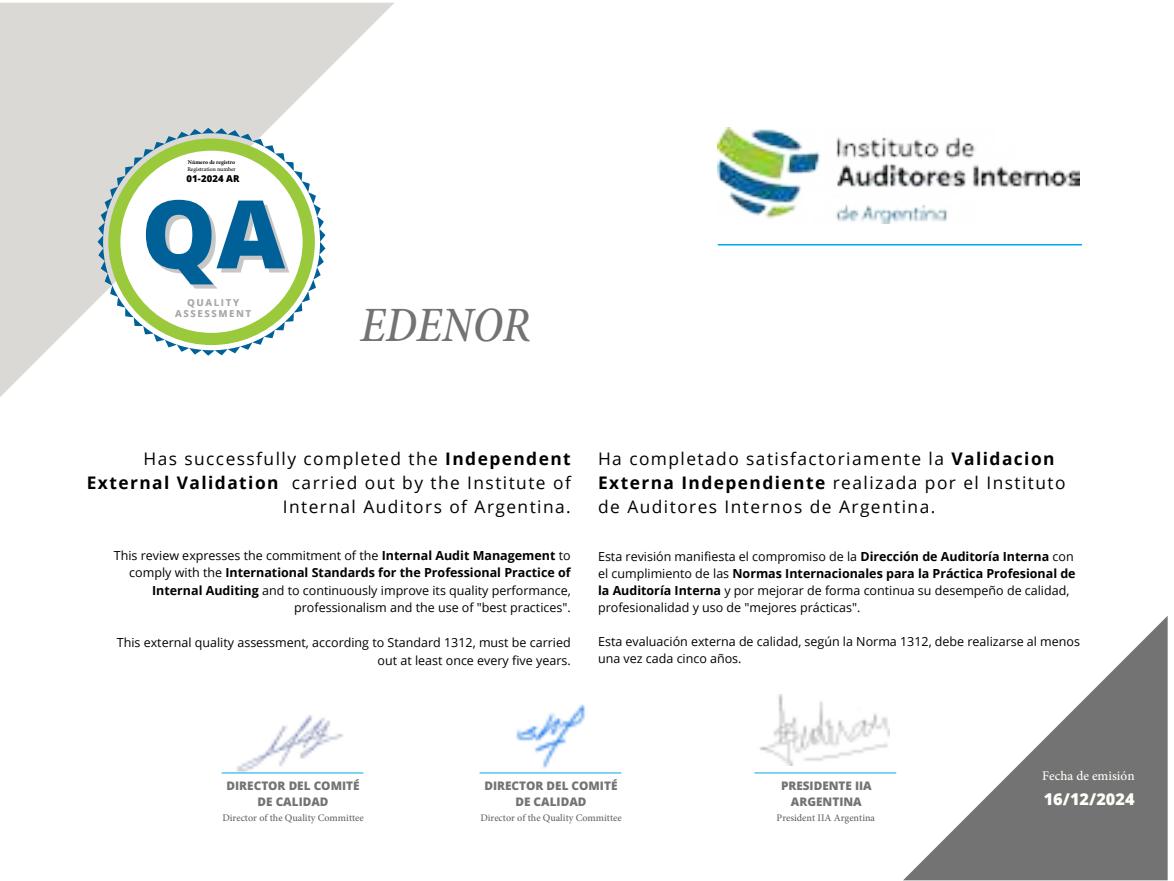 Número de registro
Registration number
01-2024 AR
QA
QUALITY
ASSESSMENT
Instituto de
Auditores Internos
de Argentina
EDENOR
Has successfully completed the Independent
External Validation carried out by the Institute of
Internal Auditors of Argentina.
This review expresses the commitment of the Internal Audit Management to
comply with the International Standards for the Professional Practice of
Internal Auditing and to continuously improve its quality performance,
professionalism and the use of "best practices".
This external quality assessment, according to Standard 1312, must be carried
out at least once every five years.
Ha completado satisfactoriamente la Validacion
Externa Independiente realizada por el Instituto
de Auditores Internos de Argentina.
Esta revisión manifiesta el compromiso de la Dirección de Auditoría Interna con
el cumplimiento de las Normas Internacionales para la Práctica Profesional de
la Auditoría Interna y por mejorar de forma continua su desempeño de calidad,
profesionalidad y uso de "mejores prácticas".
Esta evaluación externa de calidad, según la Norma 1312, debe realizarse al menos
una vez cada cinco años.
DIRECTOR DEL COMITÉ
DE CALIDAD
Director of the Quality Committee
DIRECTOR DEL COMITÉ
DE CALIDAD
Director of the Quality Committee
PRESIDENTE IIA
ARGENTINA
President IIA Argentina
Fecha de emisión
16/12/2024